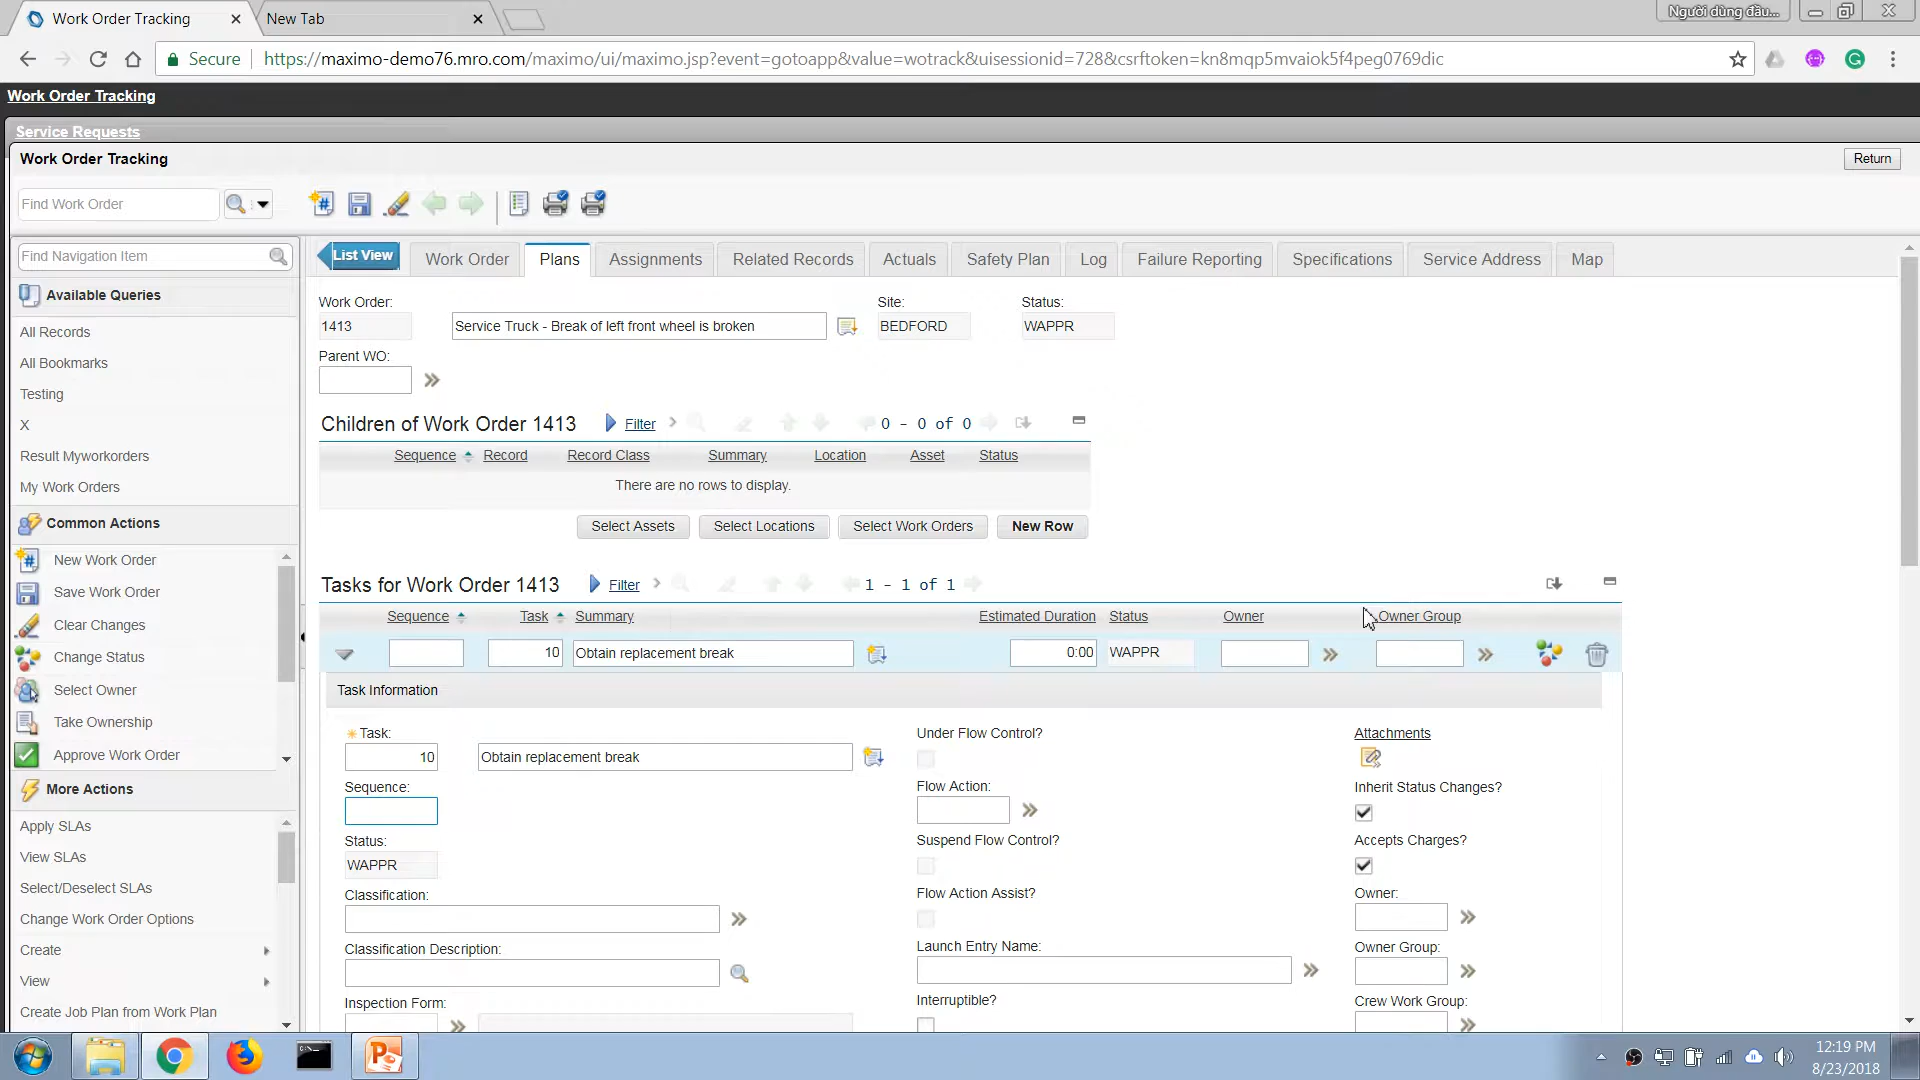 Work Order Tracking
New Tab
Người dùng đầu...
Secure
https://maximo-demo76.mro.com/maximo/ui/maximo.jsp?event=gotoapp&value=wotrack&uisessionid=728&csrftoken=kn8mqp5mvaiok5f4peg0769dic
Work Order Tracking
Service Requests
Work Order Tracking
Return
Find Work Order
Find Navigation Item
Available Queries
All Records
All Bookmarks
Testing
X
Result Myworkorders
My Work Orders
Common Actions
New Work Order
Save Work Order
Clear Changes
Change Status
Select Owner
Take Ownership
Approve Work Order
More Actions
Apply SLAs
View SLAs
Select/Deselect SLAs
Change Work Order Options
Create
View
Create Job Plan from Work Plan
List View
Work Order
Plans
Assignments
Related Records
Actuals
Safety Plan
Log
Failure Reporting
Specifications
Service Address
Map
Work Order:
Site:
Status:
1413
Service Truck - Break of left front wheel is broken
BEDFORD
WAPPR
Parent WO:
Children of Work Order 1413
Filter
0 - 0 of 0
Sequence
Record
Record Class
Summary
Location
Asset
Status
There are no rows to display.
Select Assets
Select Locations
Select Work Orders
New Row
Tasks for Work Order 1413
Filter
1 - 1 of 1
Sequence
Task
Summary
Estimated Duration
Status
Owner
Owner Group
10
Obtain replacement break
0:00
WAPPR
Task Information
Task:
10
Obtain replacement break
Sequence:
Status:
WAPPR
Classification:
Classification Description:
Inspection Form:
Under Flow Control?
Flow Action:
Suspend Flow Control?
Flow Action Assist?
Launch Entry Name:
Interruptible?
Attachments
Inherit Status Changes?
Accepts Charges?
Owner:
Owner Group:
Crew Work Group:
12:19 PM
8/23/2018